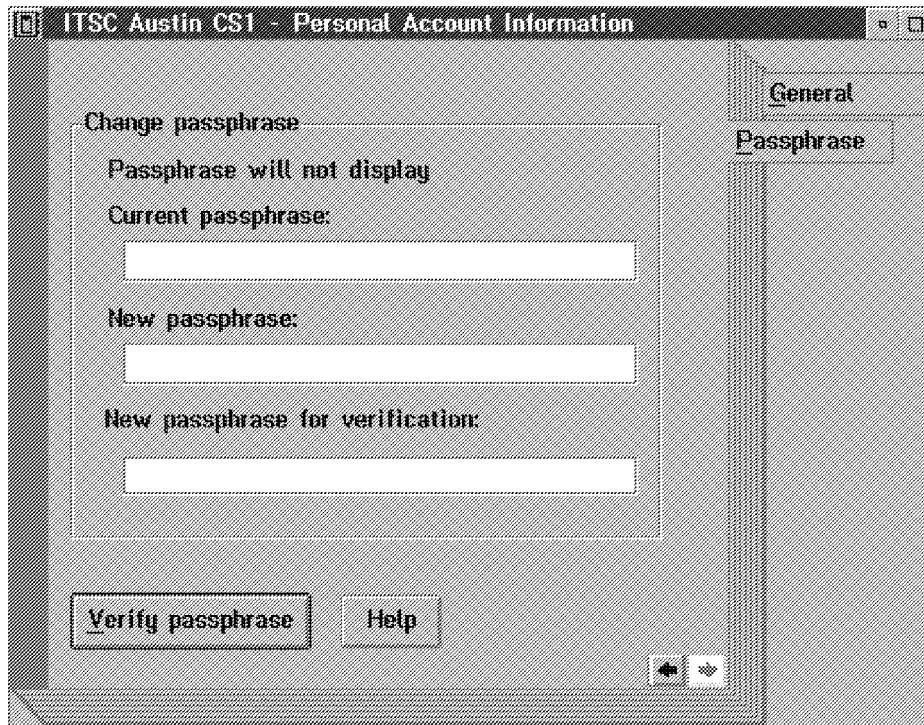 ITSC Austin CS1 - Personal Account Information
General
Passphrase
Change passphrase
Passphrase will not display
Current passphrase:
New passphrase:
New passphrase for verification:
Verify passphrase Help